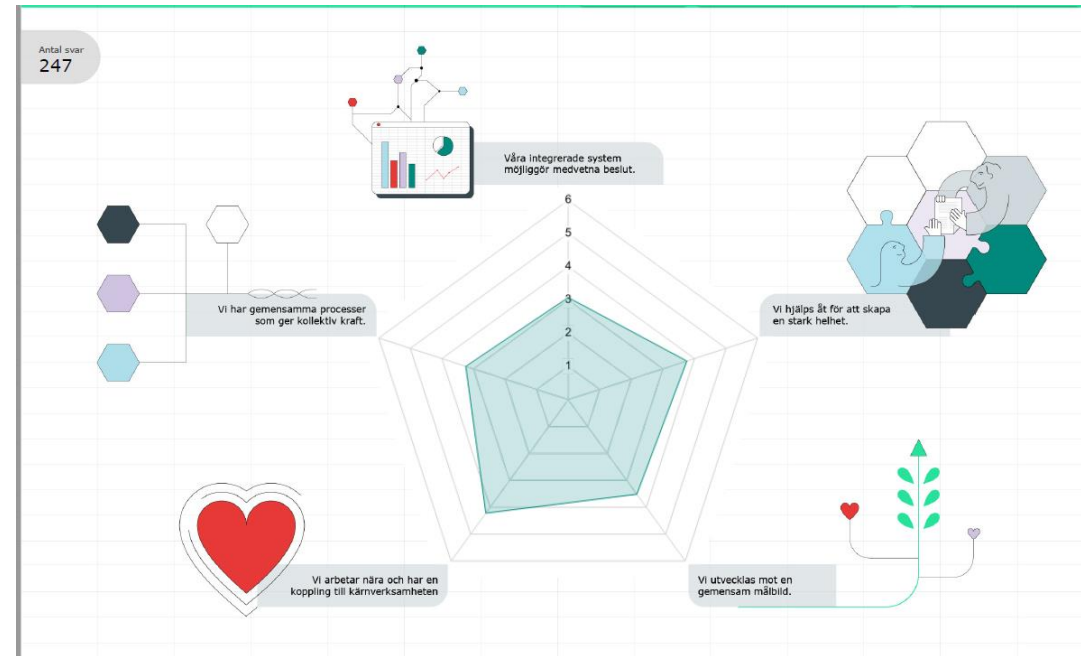 Antal svar
247
Våra integrerade system
möjliggör medvetna beslut.
6
5
4
3
2
1
Vi har gemensamma processer
som ger kollektiv kraft.
Vi hjälps åt för att skapa
en stark helhet.
Vi arbetar nära och har en
koppling till kärnverksamheten
Vi utvecklas mot en
gemensam målbild.